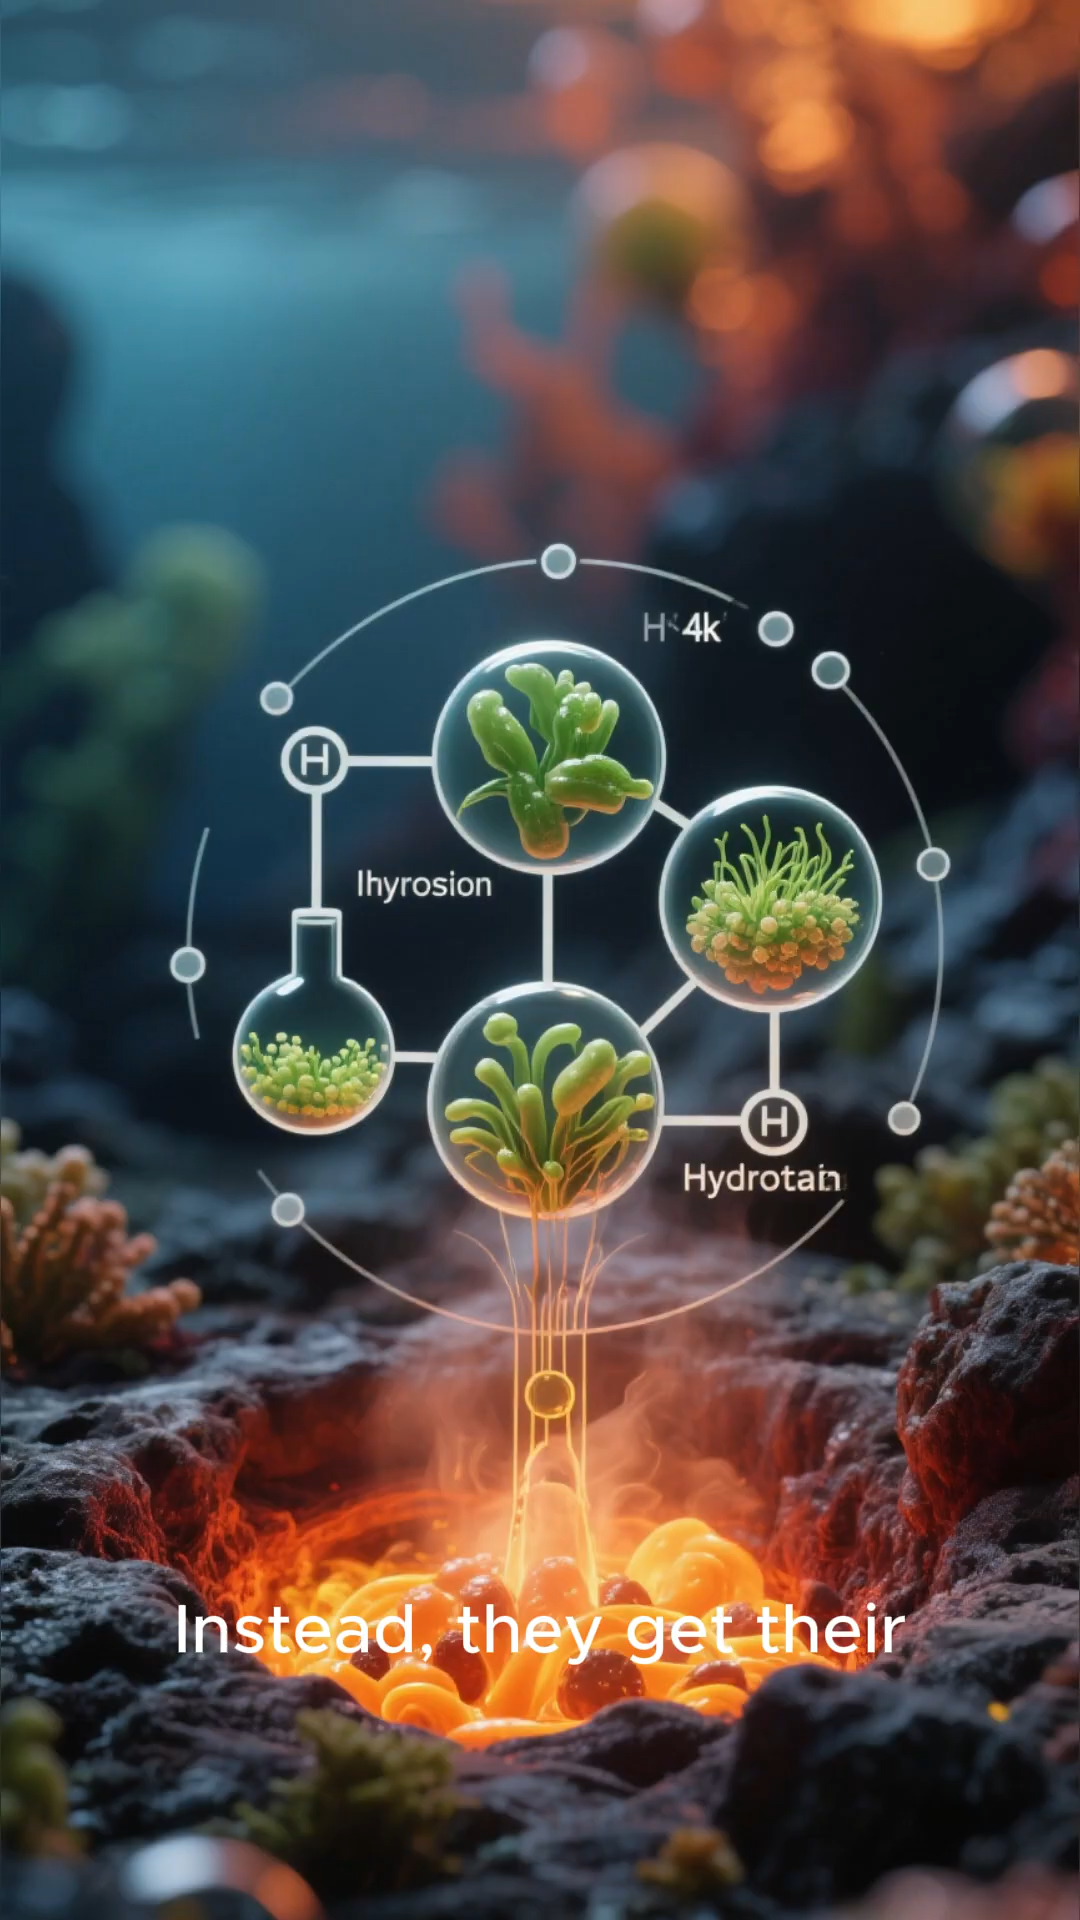 H 4k
H
Ihyrosion
H
Hydrotain
Instead, they get their